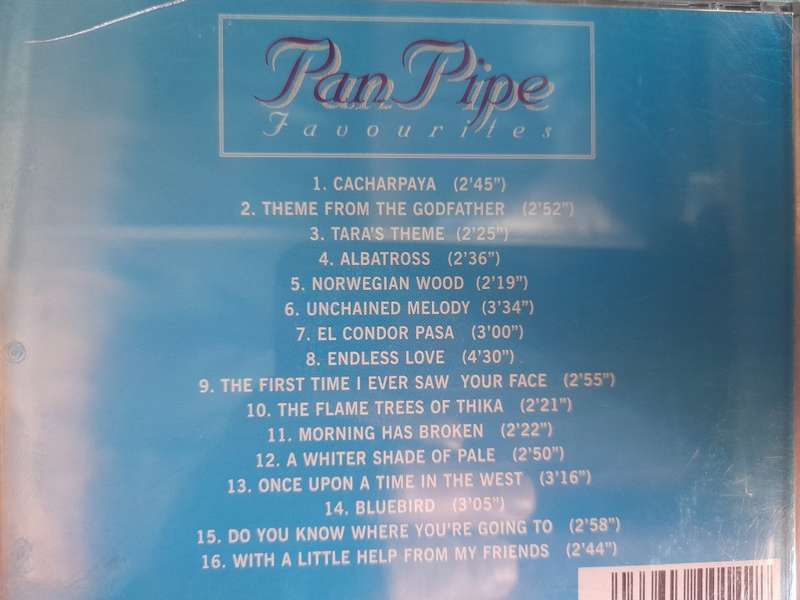 Pan Pipe
Favourites
1. CACHARPAYA (2'45")
2. THEME FROM THE GODFATHER (2'52")
3. TARA'S THEME (2'25")
4. ALBATROSS (2'36")
5. NORWEGIAN WOOD (2'19")
6. UNCHAINED MELODY (3'34")
7. EL CONDOR PASA (3'00")
8. ENDLESS LOVE (4'30")
9. THE FIRST TIME I EVER SAW YOUR FACE (2'55")
10. THE FLAME TREES OF THIKA (2'21")
11. MORNING HAS BROKEN (2'22")
12. A WHITER SHADE OF PALE (2'50")
13. ONCE UPON A TIME IN THE WEST (3'16")
14. BLUEBIRD (3'05")
15. DO YOU KNOW WHERE YOU'RE GOING TO (2'58")
16. WITH A LITTLE HELP FROM MY FRIENDS (2'44")